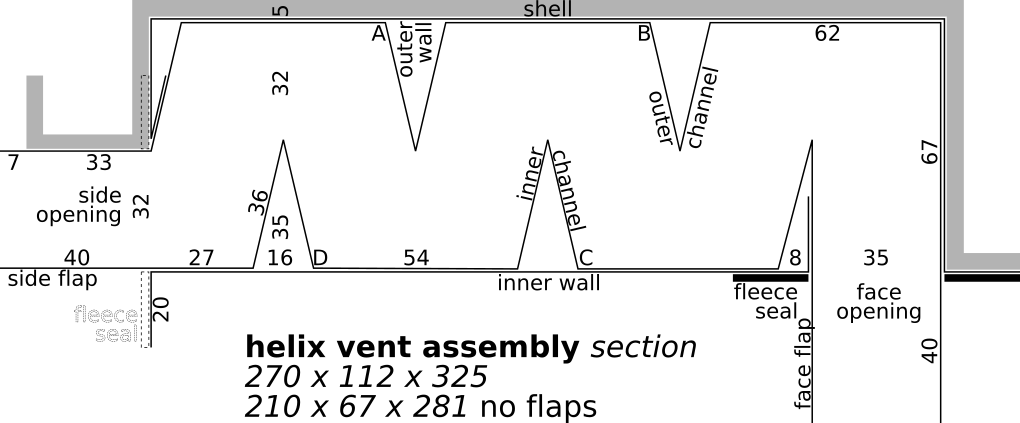 5
shell
A
outer
wall
B
62
32
outer
channel
7
33
67
side
opening
32
36
35
inner
channel
40
27
16
D
54
C
8
35
side flap
inner wall
fleece
seal
face
opening
fleece
seal
20
face flap
40
helix vent assembly section
270 x 112 x 325
210 x 67 x 281 no flaps